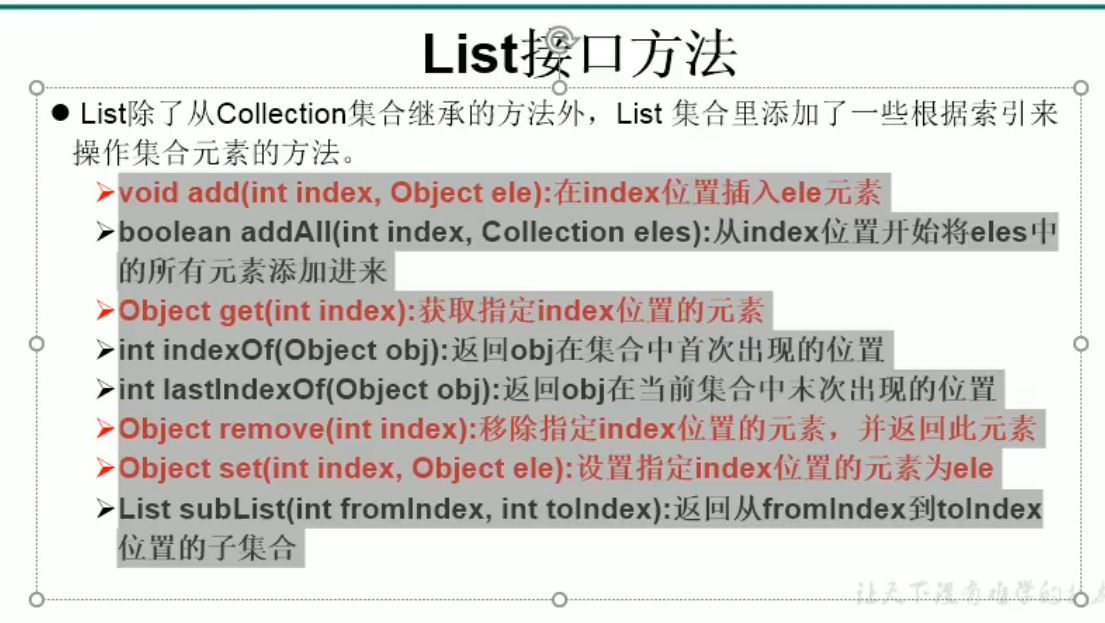 List接口方法
● List除了从Collection集合继承的方法外，List 集合里添加了一些根据索引来
操作集合元素的方法。
➢void add(int index, Object ele):在index位置插入ele元素
➢boolean addAll(int index, Collection eles):从index位置开始将eles中
的所有元素添加进来
➢Object get(int index):获取指定index位置的元素
➢int indexOf(Object obj):返回obj在集合中首次出现的位置
➢int lastIndexOf(Object obj):返回obj在当前集合中末次出现的位置
➢Object remove(int index):移除指定index位置的元素，并返回此元素
➢Object set(int index, Object ele):设置指定index位置的元素为ele
➢List subList(int fromIndex, int toIndex):返回从fromIndex到toIndex
位置的子集合
让天下没有难学的技